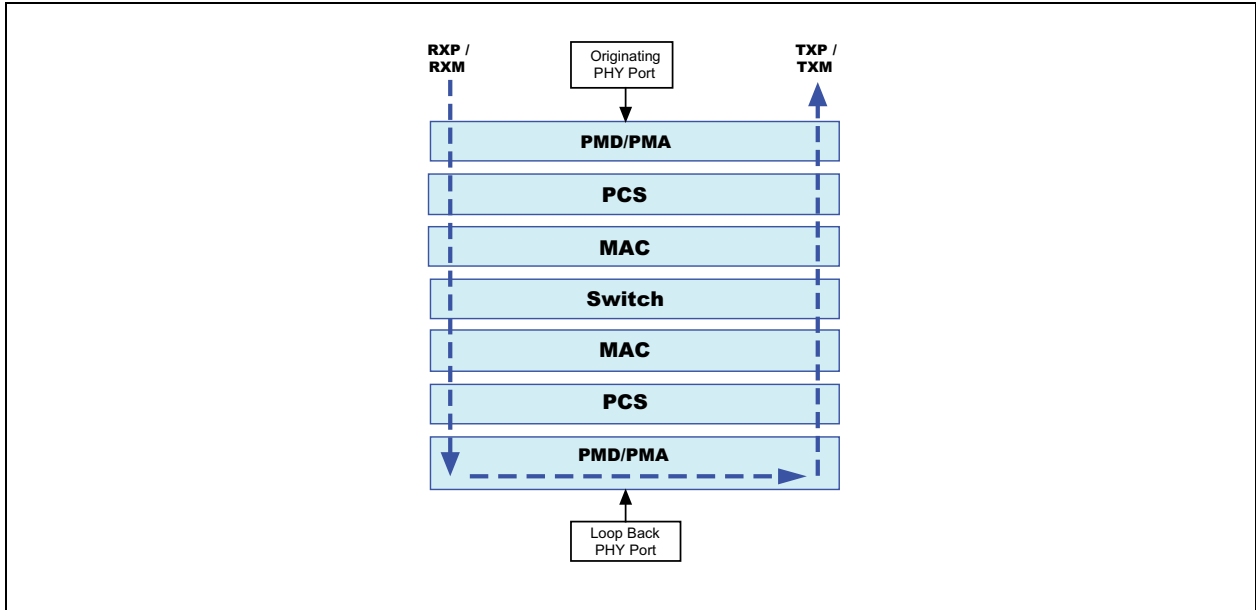 RXP /
RXM
Originating
PHY Port
TXP /
TXM
PMD/PMA
PCS
MAC
Switch
MAC
PCS
PMD/PMA
Loop Back
PHY Port